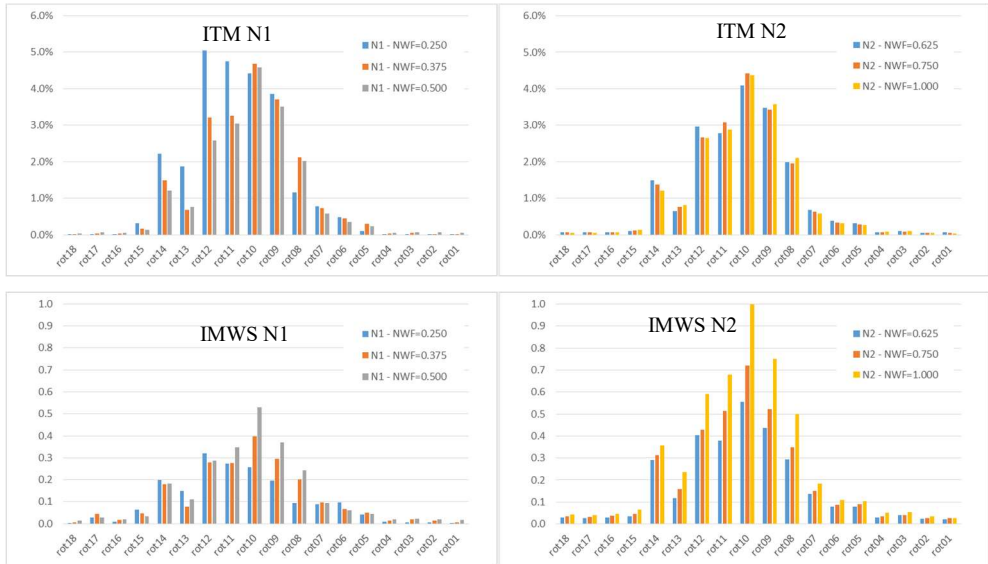 ITM N1
6.0%
5.0%
4.0%
3.0%
2.0%
1.0%
0.0%
N1 - NWF=0.250
N1 - NWF=0.375
N1 - NWF=0.500
rot18 rot17 rot16 rot15 rot14 rot13 rot12 rot11 rot10 rot09 rot08 rot07 rot06 rot05 rot04 rot03 rot02 rot01
ITM N2
6.0%
5.0%
4.0%
3.0%
2.0%
1.0%
0.0%
N2 - NWF=0.625
N2 - NWF=0.750
N2 - NWF=1.000
rot18 rot17 rot16 rot15 rot14 rot13 rot12 rot11 rot10 rot09 rot08 rot07 rot06 rot05 rot04 rot03 rot02 rot01
IMWS N1
1.0
0.9
0.8
0.7
0.6
0.5
0.4
0.3
0.2
0.1
0.0
N1 - NWF=0.250
N1 - NWF=0.375
N1 - NWF=0.500
rot18 rot17 rot16 rot15 rot14 rot13 rot12 rot11 rot10 rot09 rot08 rot07 rot06 rot05 rot04 rot03 rot02 rot01
IMWS N2
1.0
0.9
0.8
0.7
0.6
0.5
0.4
0.3
0.2
0.1
0.0
N2 - NWF=0.625
N2 - NWF=0.750
N2 - NWF=1.000
rot18 rot17 rot16 rot15 rot14 rot13 rot12 rot11 rot10 rot09 rot08 rot07 rot06 rot05 rot04 rot03 rot02 rot01